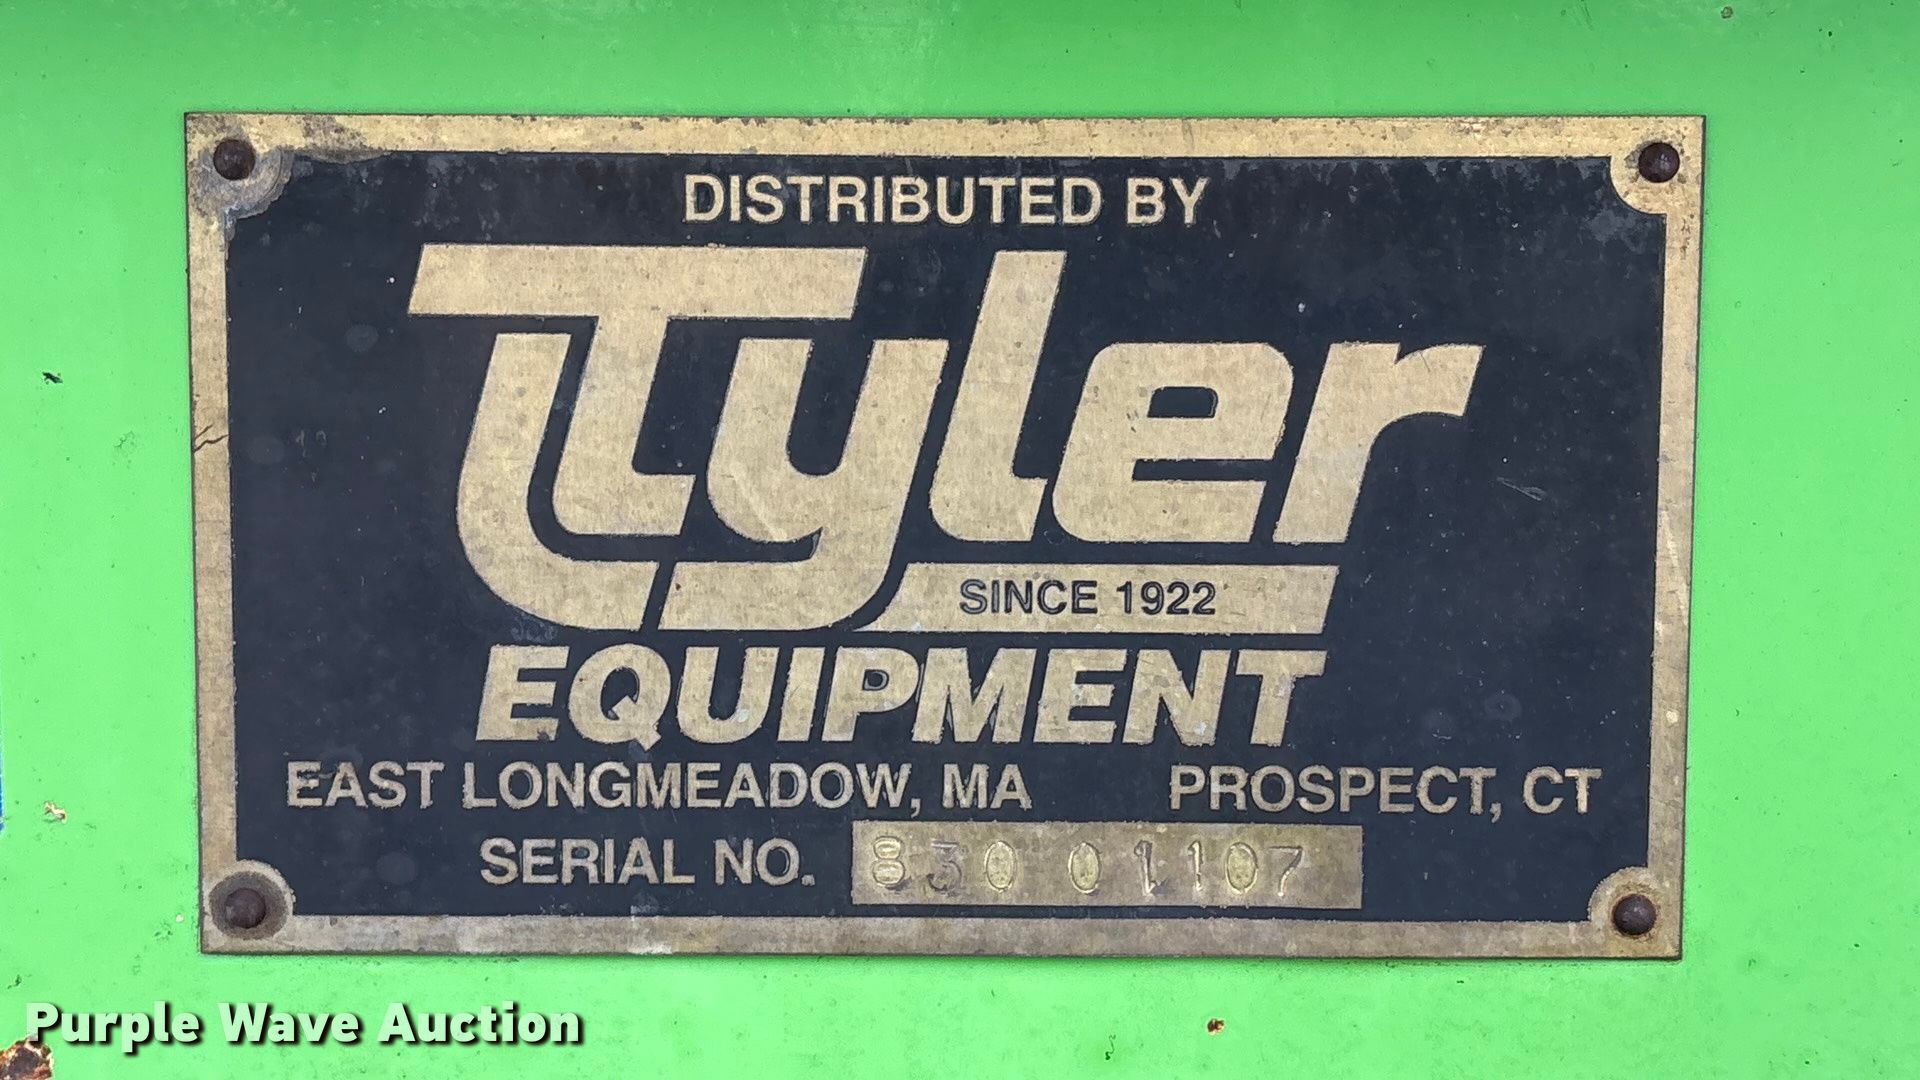 DISTRIBUTED BY
Tyler
SINCE 1922
EQUIPMENT
EAST LONGMEADOW, MA PROSPECT, CT
SERIAL NO. 830 01107
Purple Wave Auction